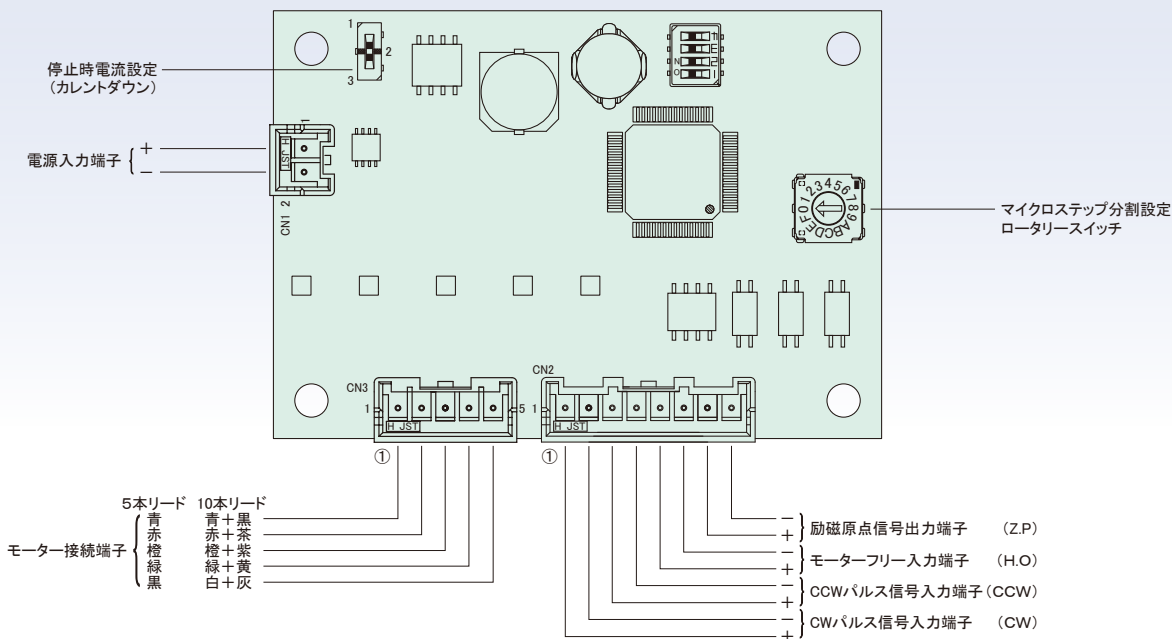 停止時電流設定
（カレントダウン）
1
2
3
電源入力端子
+
−
1
H JST
2
CN1
4
3
N 2
O 1
0123456789ABCDEF
マイクロステップ分割設定
ロータリースイッチ
CN3
1
5
H JST
①
CN2
1
H JST
①
5本リード 10本リード
青 青+黒
赤 赤+茶
橙 橙+紫
緑 緑+黄
黒 白+灰
モーター接続端子
−
+
励磁原点信号出力端子 （Z.P）
−
+
モーターフリー入力端子 （H.O）
−
+
CCWパルス信号入力端子（CCW）
−
+
CWパルス信号入力端子 （CW）